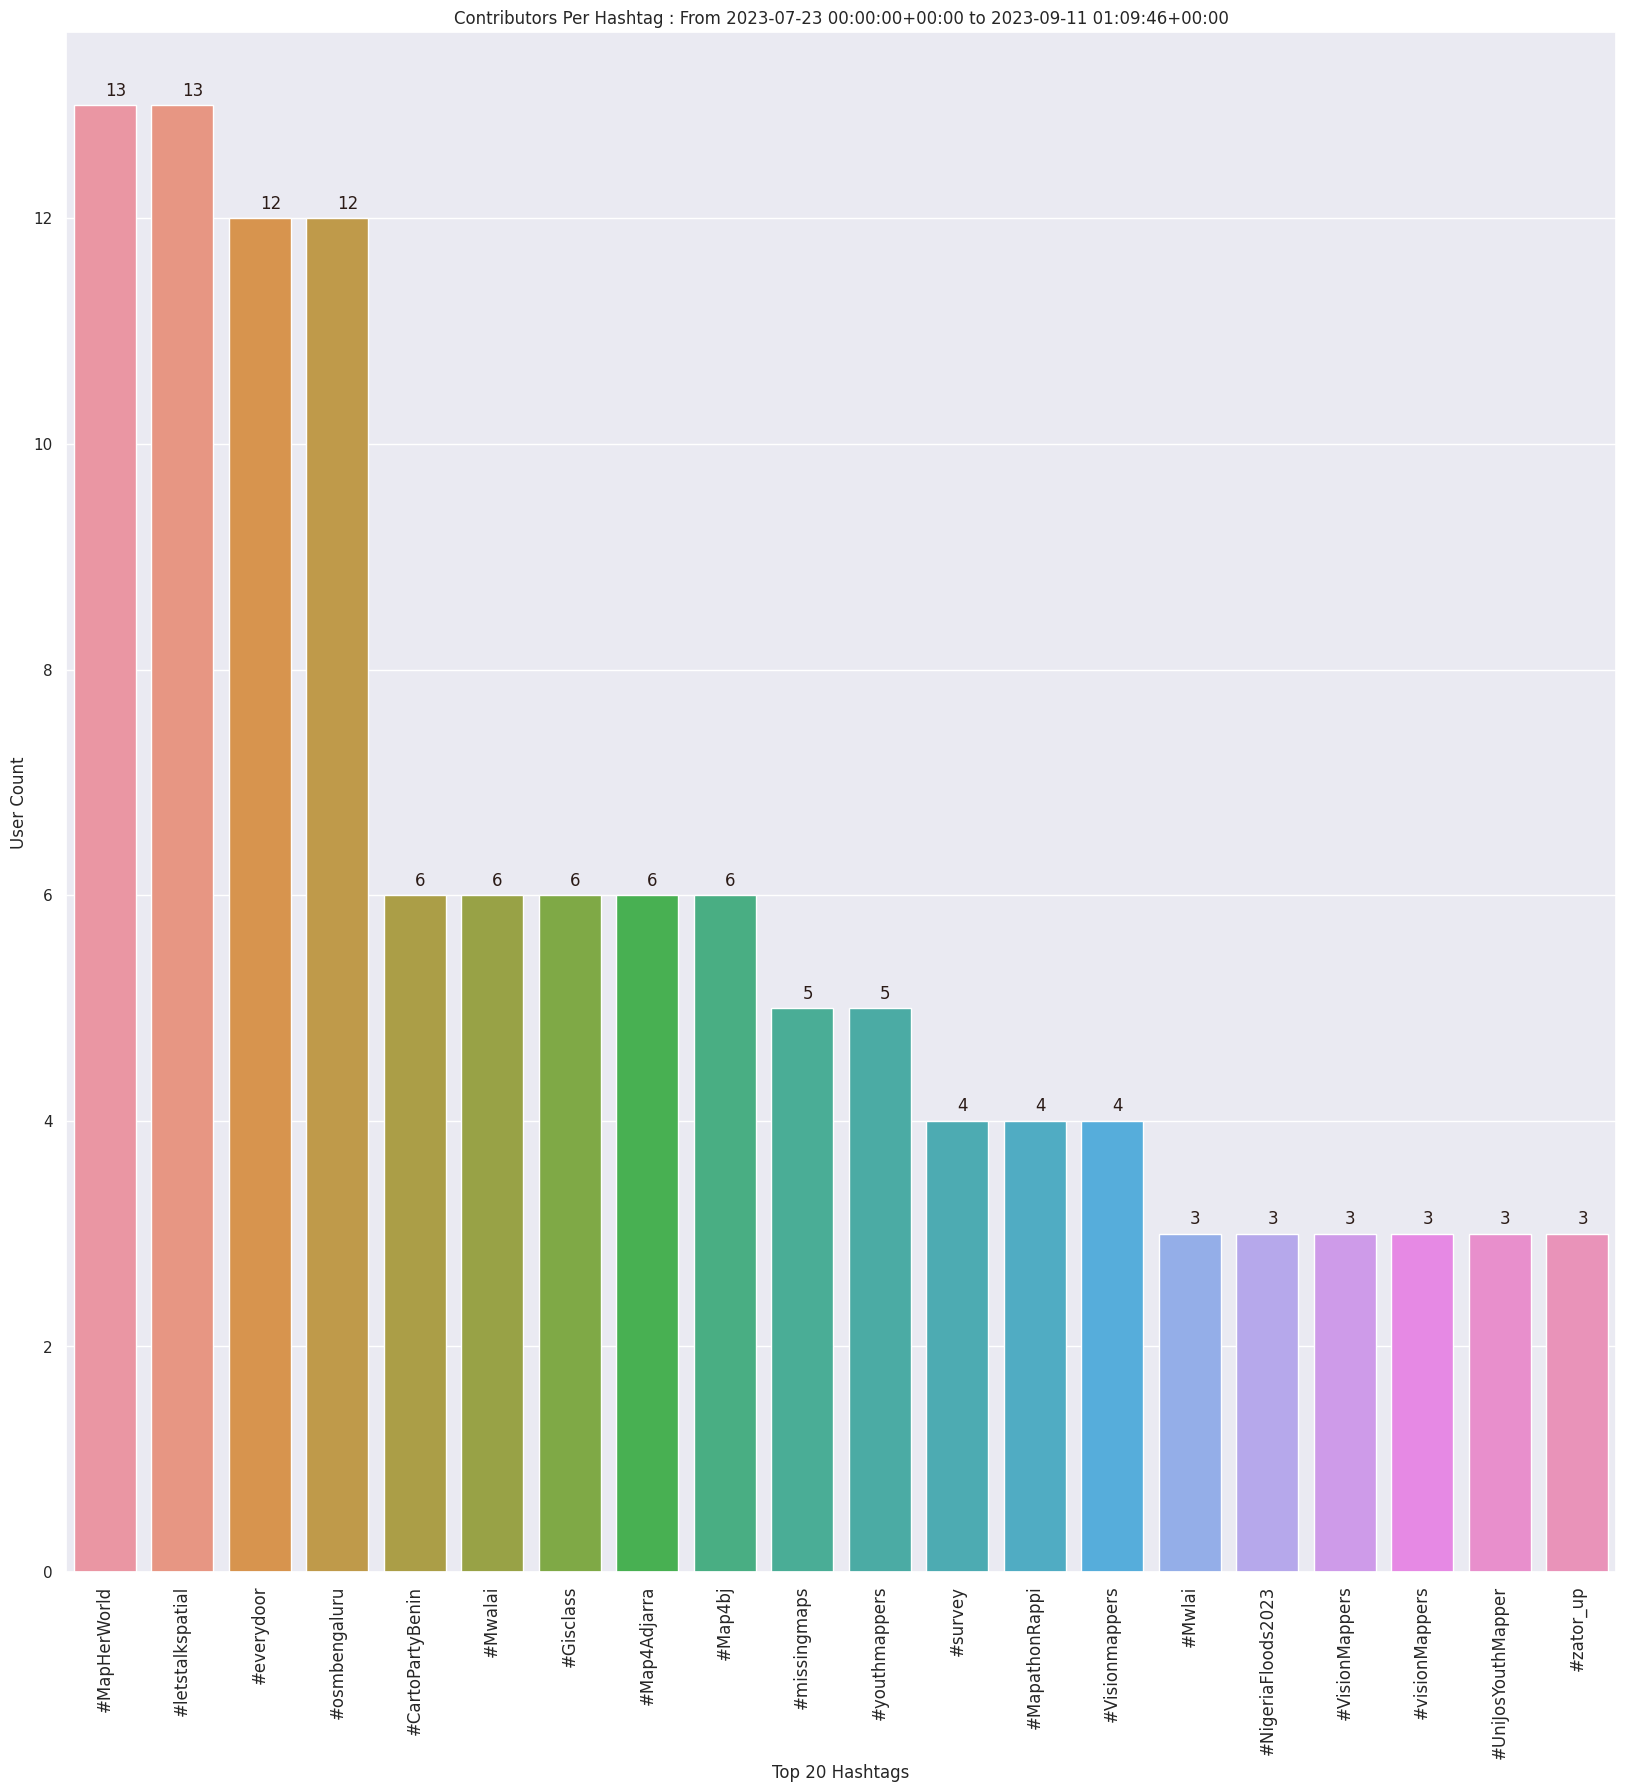 Contributors Per Hashtag : From 2023-07-23 00:00:00+00:00 to 2023-09-11 01:09:46+00:00
User Count
12
10
8
6
4
2
0
13
13
12
12
6
6
6
6
6
5
5
4
4
4
3
3
3
3
3
3
#MapHerWorld
#letstalkspatial
#everydoor
#osmbengaluru
#CartoPartyBenin
#Mwalai
#Gisclass
#Map4Adjarra
#Map4bj
#missingmaps
#youthmappers
#survey
#MapathonRappi
#Visionmappers
#Mwlai
#NigeriaFloods2023
#VisionMappers
#visionMappers
#UniJosYouthMapper
#zator_up
Top 20 Hashtags